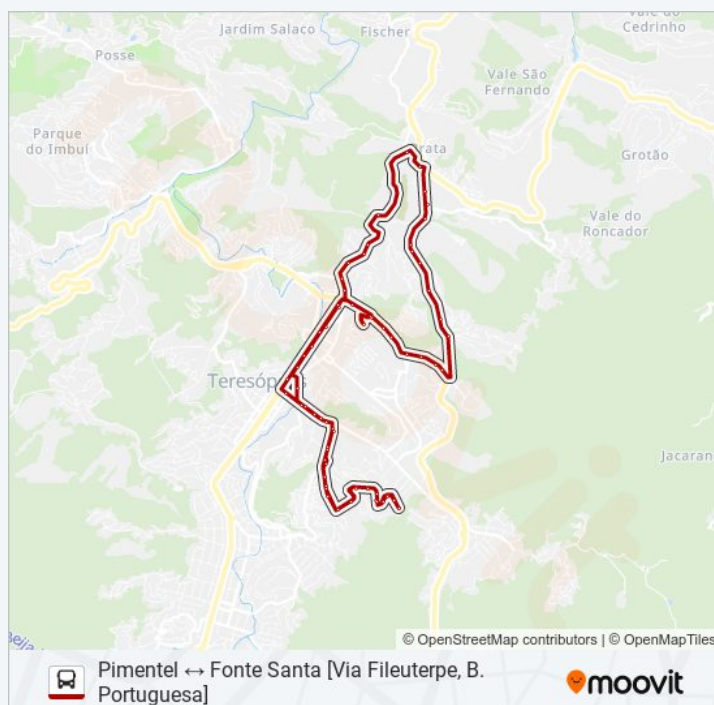 Jardim Salaco
Fischer
Vale do
Cedrinho
Posse
Vale São
Fernando
Parque
do Imbuí
Prata
Grotão
Vale do
Roncador
Teresópolis
© OpenStreetMap contributors | © OpenMapTiles
Pimentel ↔ Fonte Santa [Via Fileuterpe, B.
Portuguesa]
moovit